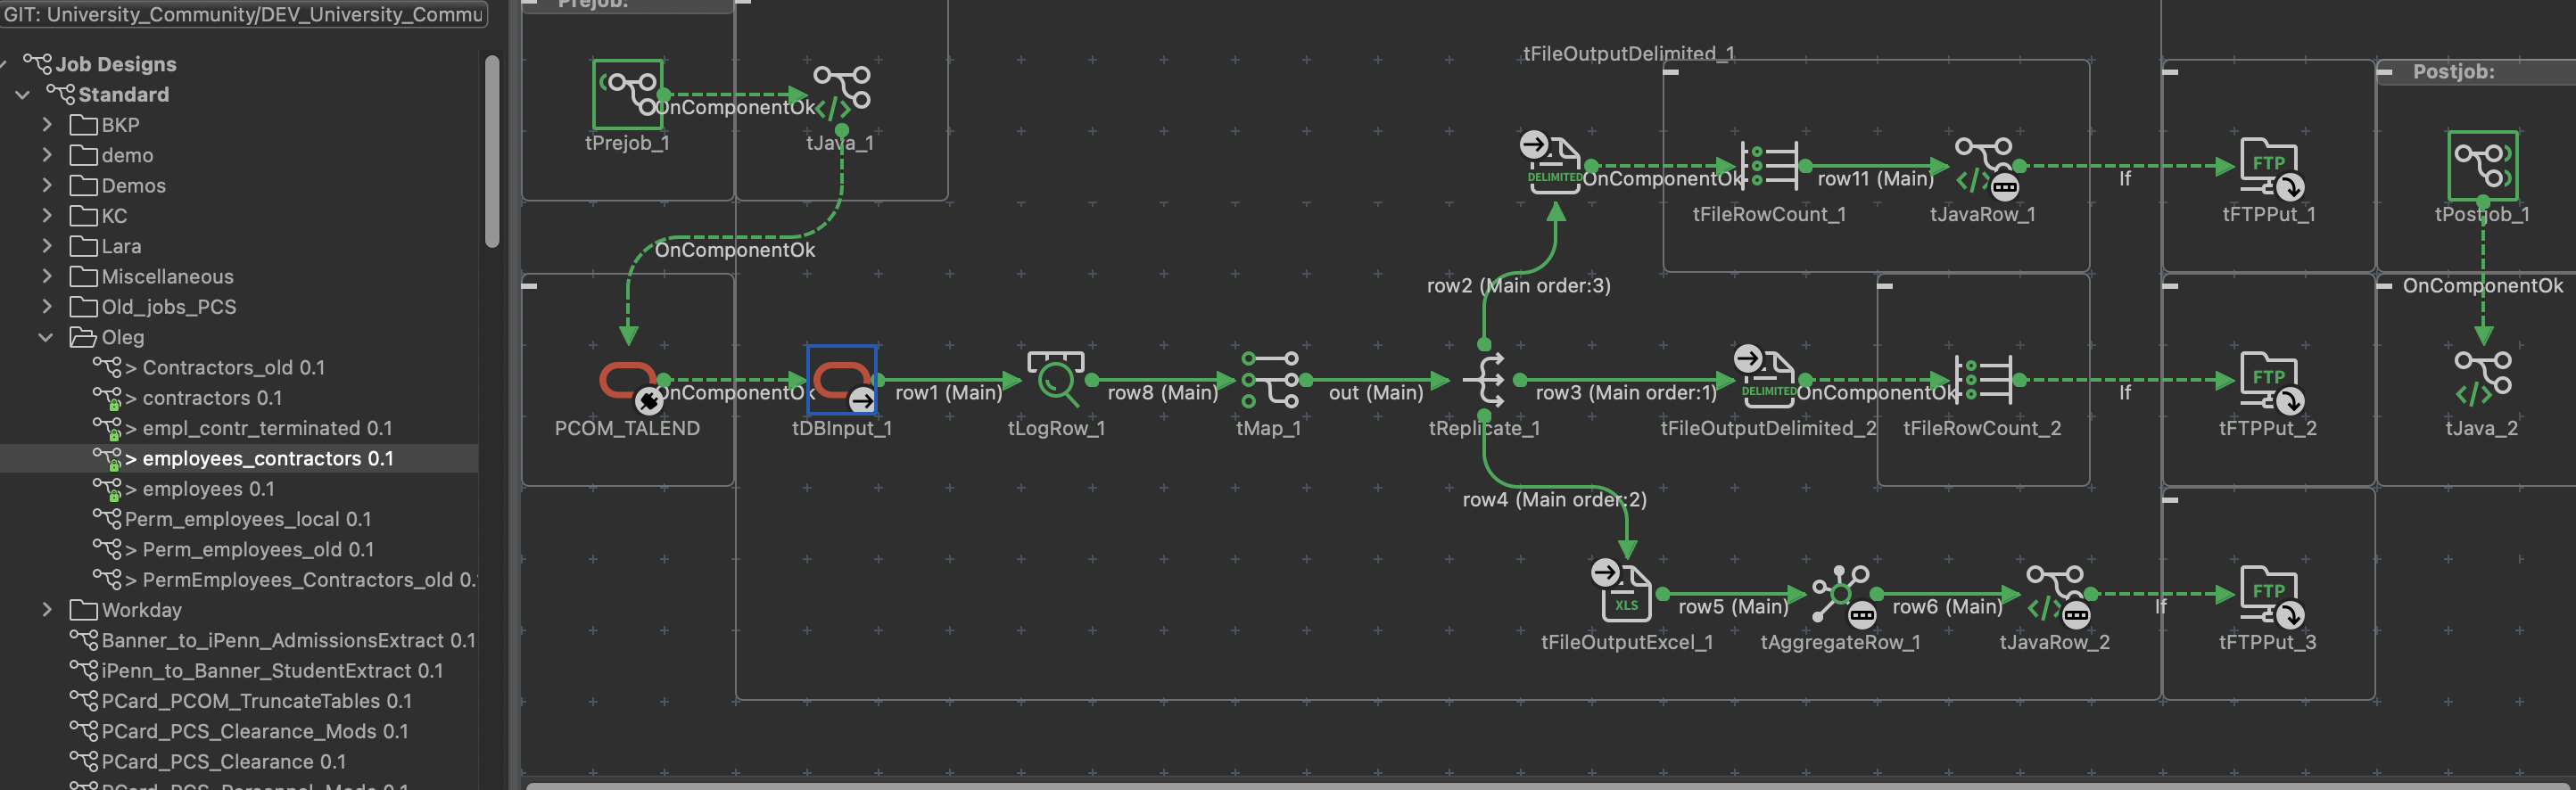 GIT: University_Community/DEV_University_Commu
Job Designs
Standard
BKP
demo
Demos
KC
Lara
Miscellaneous
Old_jobs_PCS
Oleg
> Contractors_old 0.1
> contractors 0.1
> empl_contr_terminated 0.1
> employees_contractors 0.1
> employees 0.1
Perm_employees_local 0.1
> Perm_employees_old 0.1
> PermEmployees_Contractors_old 0.
Workday
Banner_to_iPenn_AdmissionsExtract 0.1
iPenn_to_Banner_StudentExtract 0.1
PCard_PCOM_TruncateTables 0.1
PCard_PCS_Clearance_Mods 0.1
PCard_PCS_Clearance 0.1
PCard_PCS_Personnel_Mods 0.1
Prejob:
tPrejob_1
OnComponentOk
tJava_1
OnComponentOk
PCOM_TALEND
OnComponentOk
tDBInput_1
row1 (Main)
tLogRow_1
row8 (Main)
tMap_1
out (Main)
tReplicate_1
row2 (Main order:3)
tFileOutputDelimited_1
DELIMITED
OnComponentOk
tFileRowCount_1
row11 (Main)
tJavaRow_1
If
FTP
tFTPPut_1
row3 (Main order:1)
DELIMITED
tFileOutputDelimited_2
OnComponentOk
tFileRowCount_2
If
FTP
tFTPPut_2
row4 (Main order:2)
XLS
tFileOutputExcel_1
row5 (Main)
tAggregateRow_1
row6 (Main)
tJavaRow_2
If
FTP
tFTPPut_3
Postjob:
tPostjob_1
OnComponentOk
tJava_2